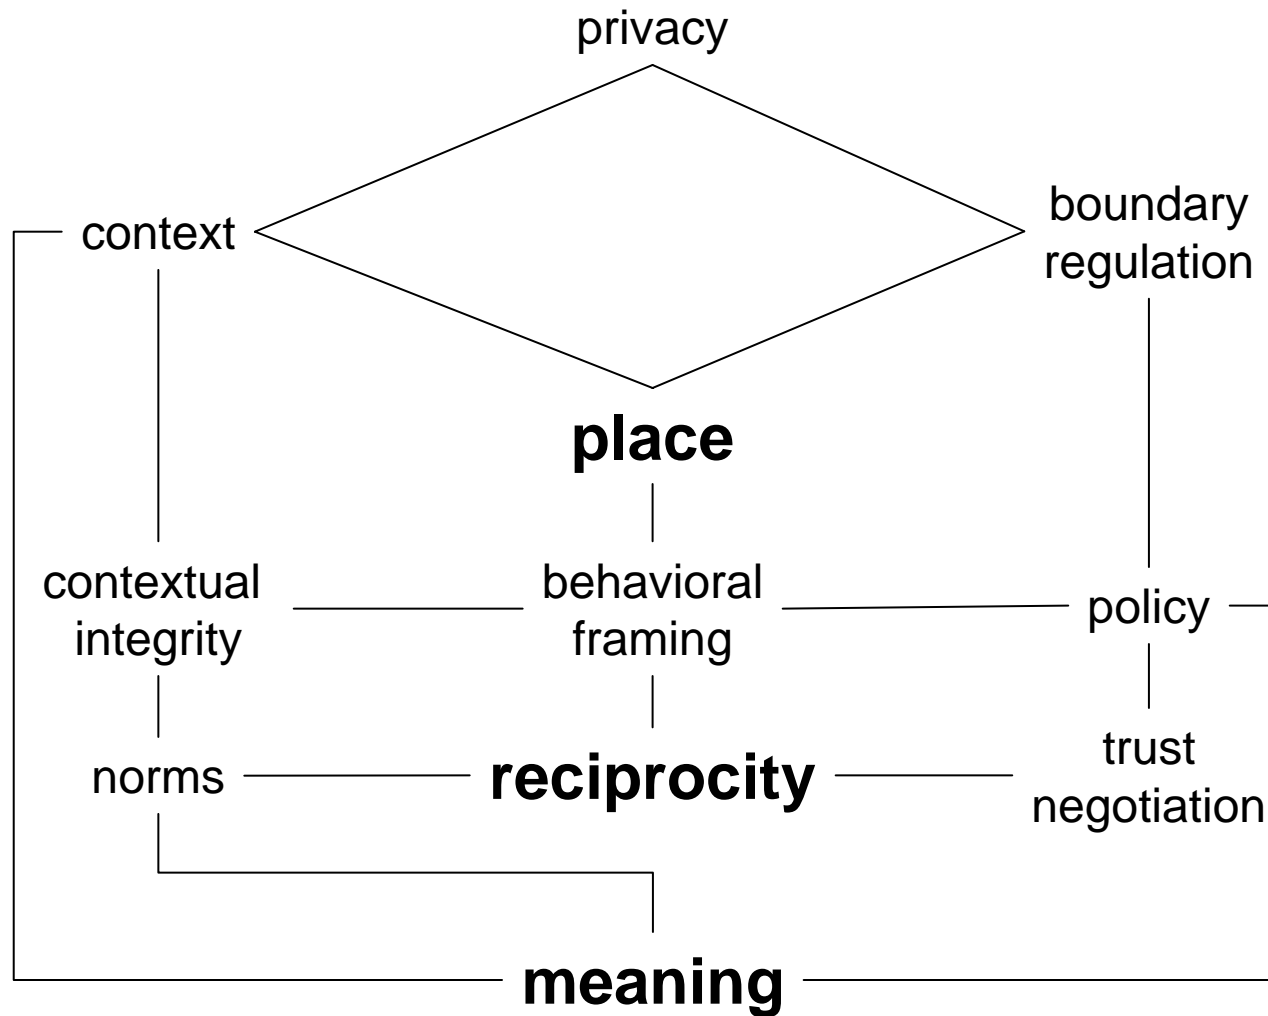 privacy
context
boundary
regulation
place
contextual
integrity
behavioral
framing
policy
norms
reciprocity
trust
negotiation
meaning